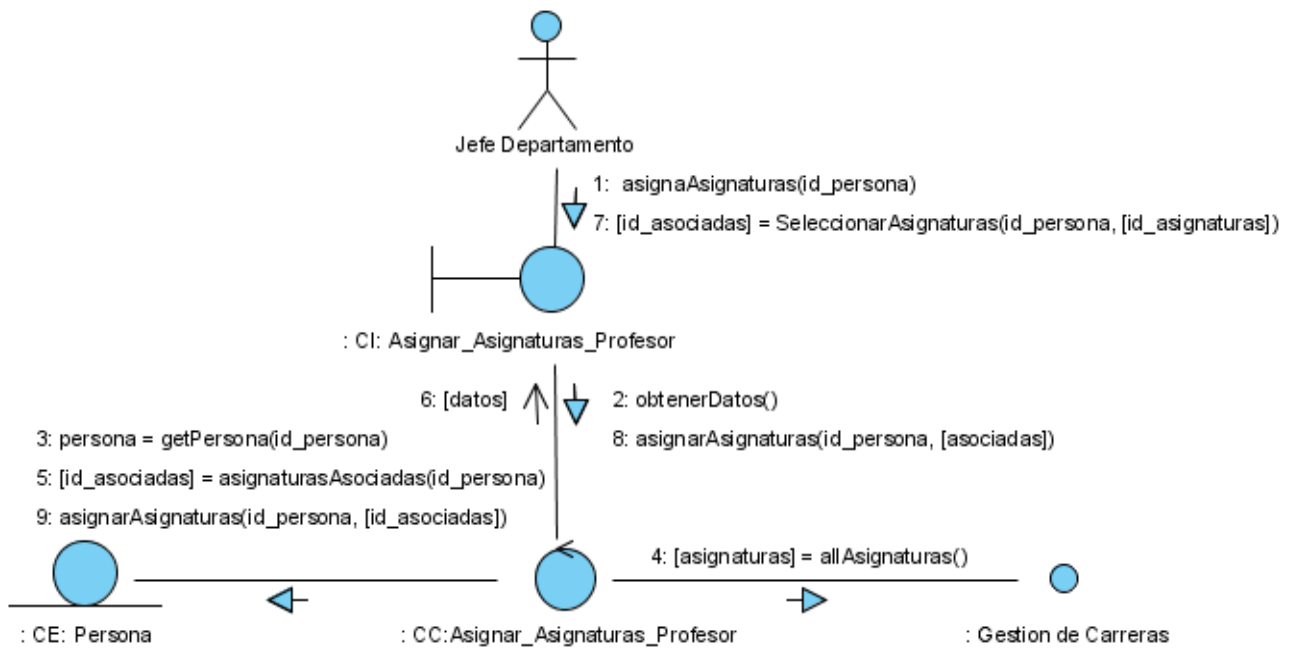 Jefe Departamento
1: asignaAsignaturas(id_persona)
7: [id_asociadas] = SeleccionarAsignaturas(id_persona, [id_asignaturas])
: CI: Asignar_Asignaturas_Profesor
6: [datos]
2: obtenerDatos()
8: asignarAsignaturas(id_persona, [asociadas])
3: persona = getPersona(id_persona)
5: [id_asociadas] = asignaturasAsociadas(id_persona)
9: asignarAsignaturas(id_persona, [id_asociadas])
4: [asignaturas] = allAsignaturas()
: CE: Persona
: CC:Asignar_Asignaturas_Profesor
: Gestion de Carreras